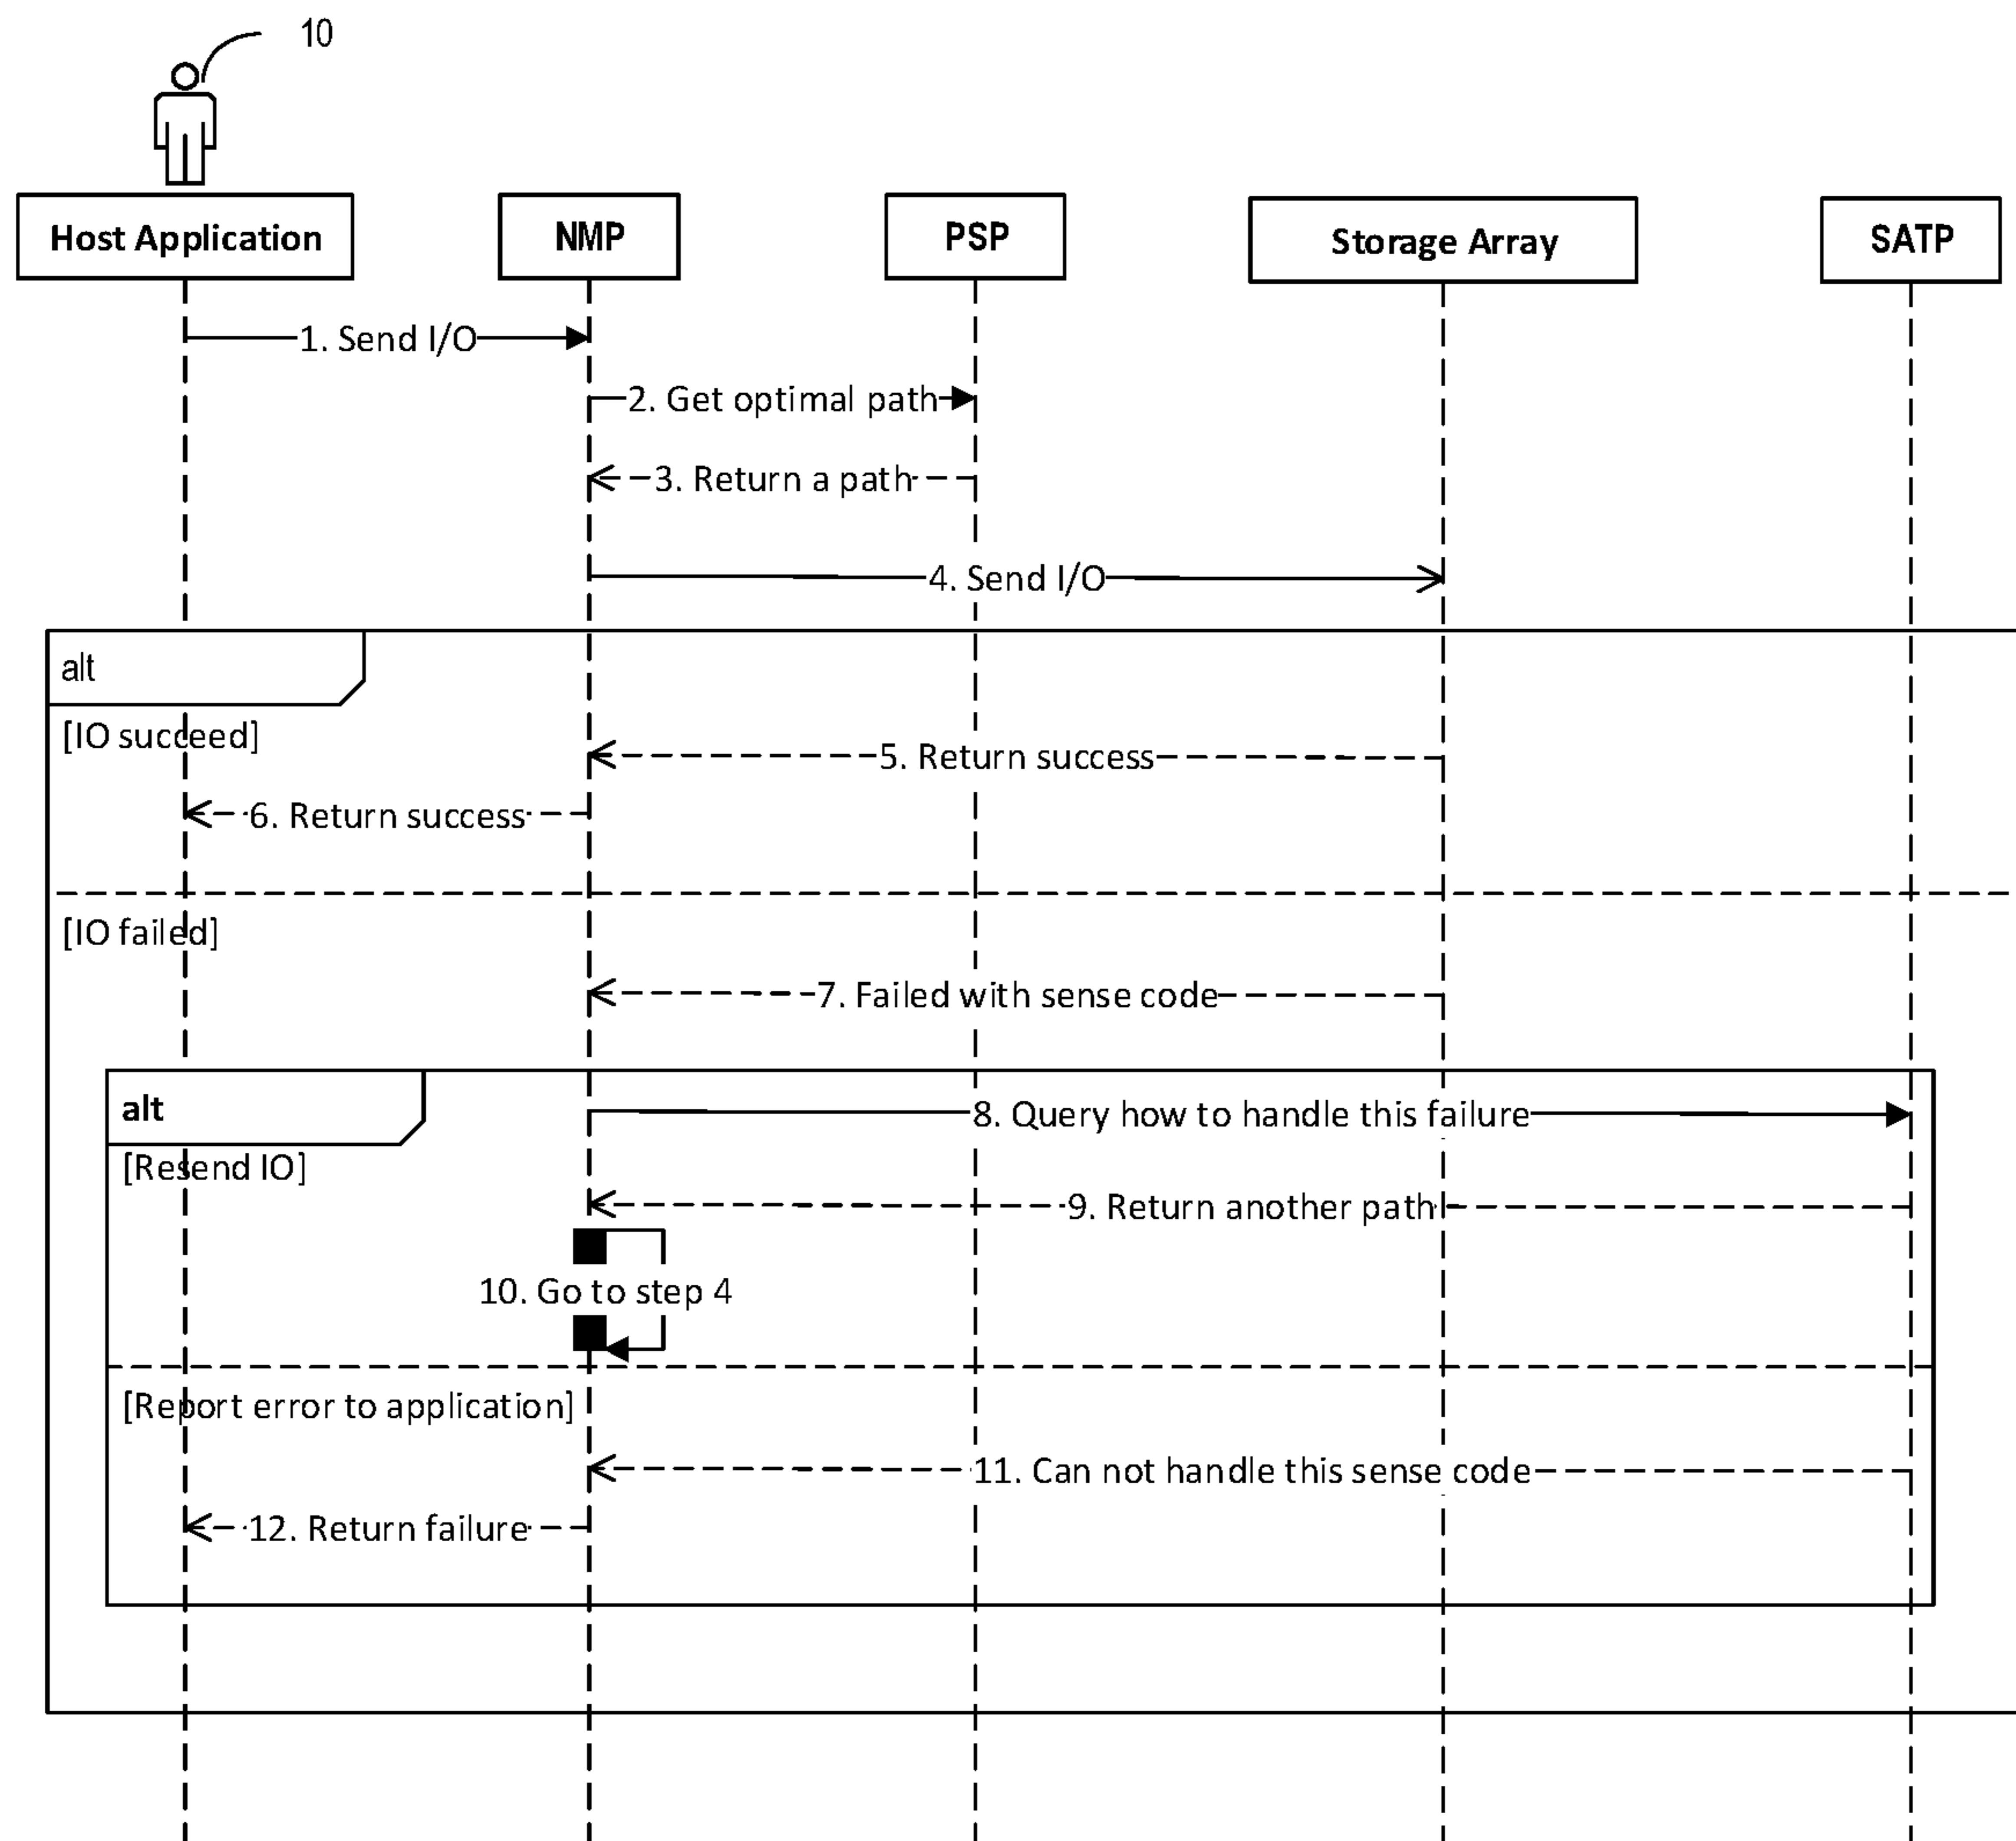 10
Host Application
NMP
PSP
Storage Array
SATP
1. Send I/O
2. Get optimal path
3. Return a path
4. Send I/O
alt
[IO succeed]
5. Return success
6. Return success
[IO failed]
7. Failed with sense code
alt
8. Query how to handle this failure
[Resend IO]
9. Return another path
10. Go to step 4
[Report error to application]
11. Can not handle this sense code
12. Return failure